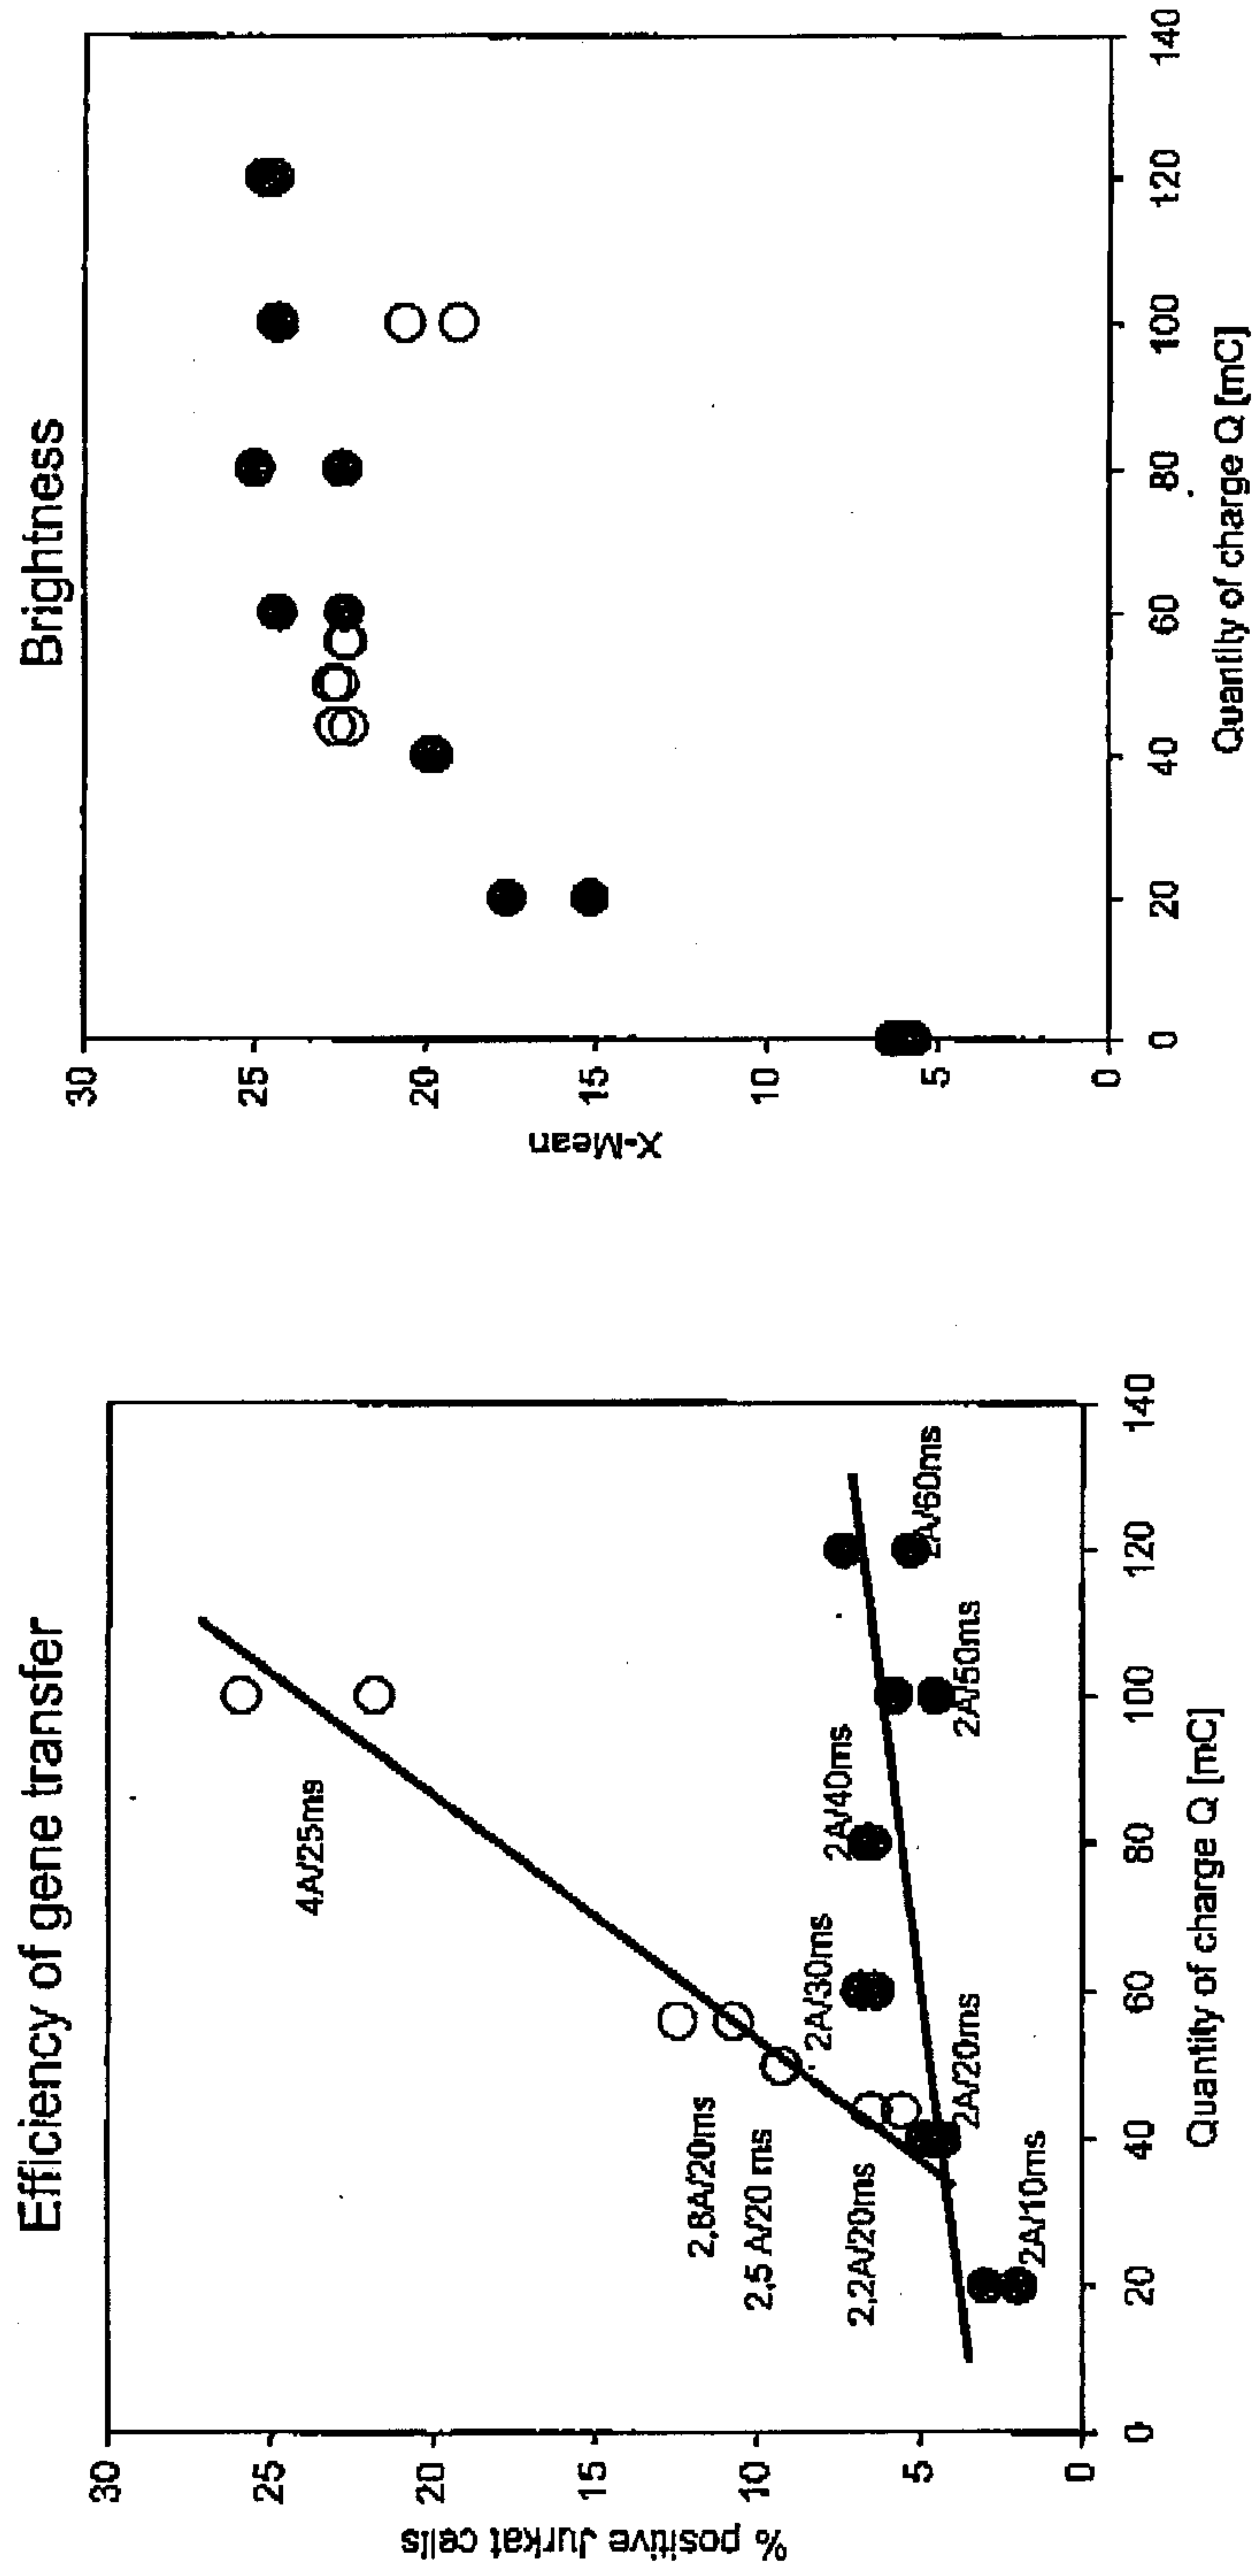 Efficiency of gene transfer
30
25
20
15
10
5
0
% positive Jurkat cells
4A/25ms
2,8A/20ms
2,5 A/20 ms
2,2A/20ms
2A/30ms
2A/40ms
2A/10ms
2A/20ms
2A/50ms
2A/60ms
0 20 40 60 80 100 120 140
Quantity of charge Q [mC]
Brightness
30
25
20
15
10
5
0
X-Mean
0 20 40 60 80 100 120 140
Quantity of charge Q [mC]